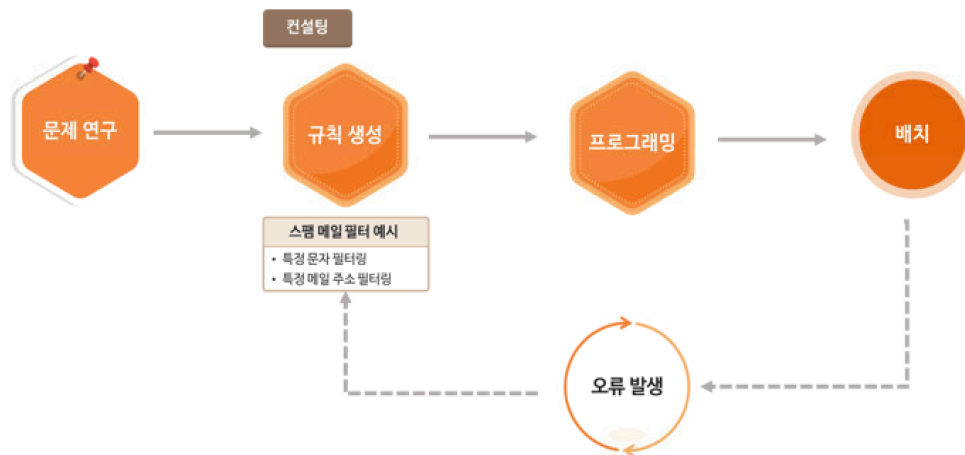 컨설팅
문제 연구
규칙 생성
프로그래밍
배치
스팸 메일 필터 예시
• 특정 문자 필터링
• 특정 메일 주소 필터링
오류 발생